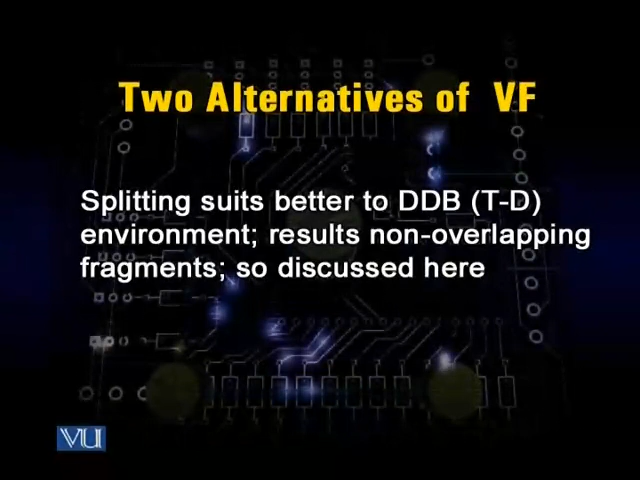 Two Alternatives of VF
Splitting suits better to DDB (T-D)
environment; results non-overlapping
fragments; so discussed here
VU